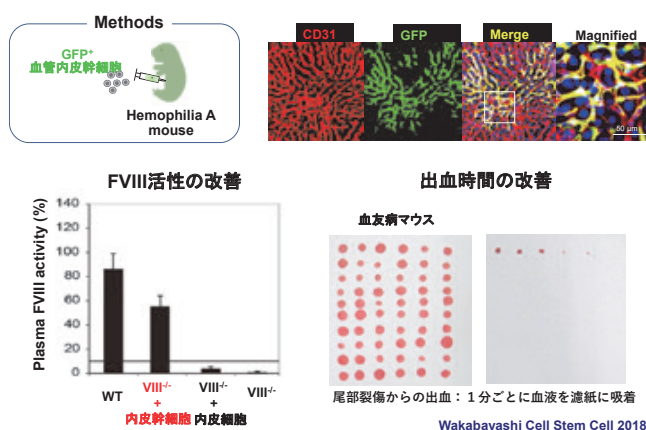 Methods
GFP⁺
血管内皮幹細胞
Hemophilia A
mouse
CD31
GFP
Merge
Magnified
50 μm
FVIII活性の改善
Plasma FVIII activity (%)
140
120
100
80
60
40
20
0
WT
VIII⁻/⁻
+
内皮幹細胞
VIII⁻/⁻
+
内皮細胞
VIII⁻/⁻
出血時間の改善
血友病マウス
尾部裂傷からの出血：１分ごとに血液を濾紙に吸着
Wakabayashi Cell Stem Cell 2018